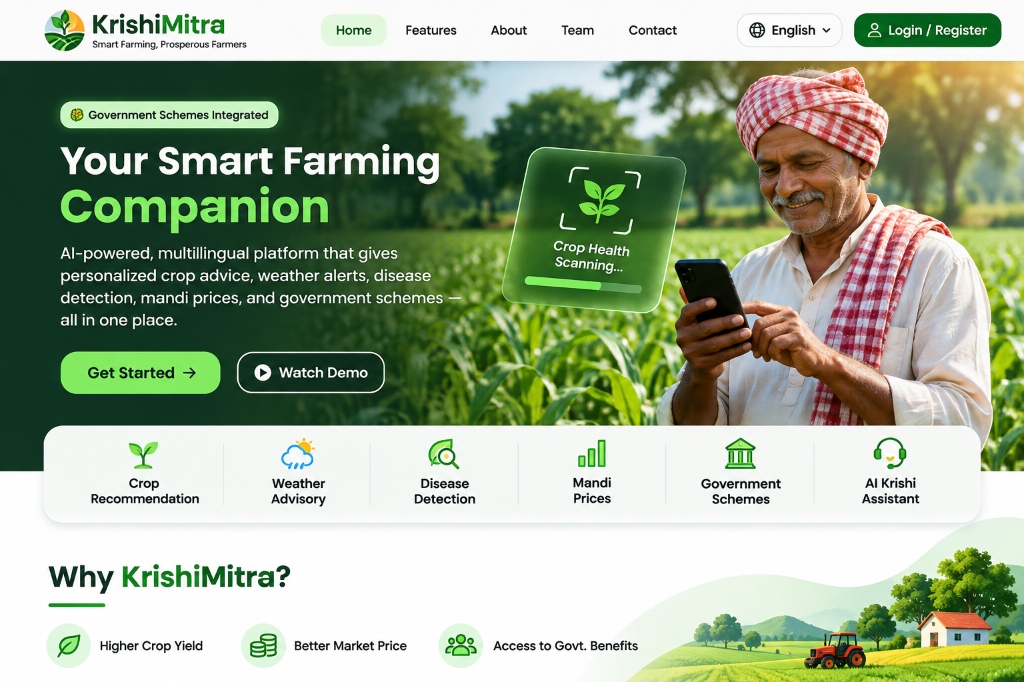 KrishiMitra
Smart Farming, Prosperous Farmers
Home
Features
About
Team
Contact
English
Login / Register
Government Schemes Integrated
Your Smart Farming
Companion
AI-powered, multillingual platform that gives
personalized crop advice, weather alerts, disease
detection, mandi prices, and government schemes —
all in one place.
Get Started →
Watch Demo
Crop Health
Scanning...
Crop
Recommendation
Weather
Advisory
Disease
Detection
Mandi
Prices
Government
Schemes
AI Krishi
Assistant
Why KrishiMitra?
Higher Crop Yield
Better Market Price
Access to Govt. Benefits